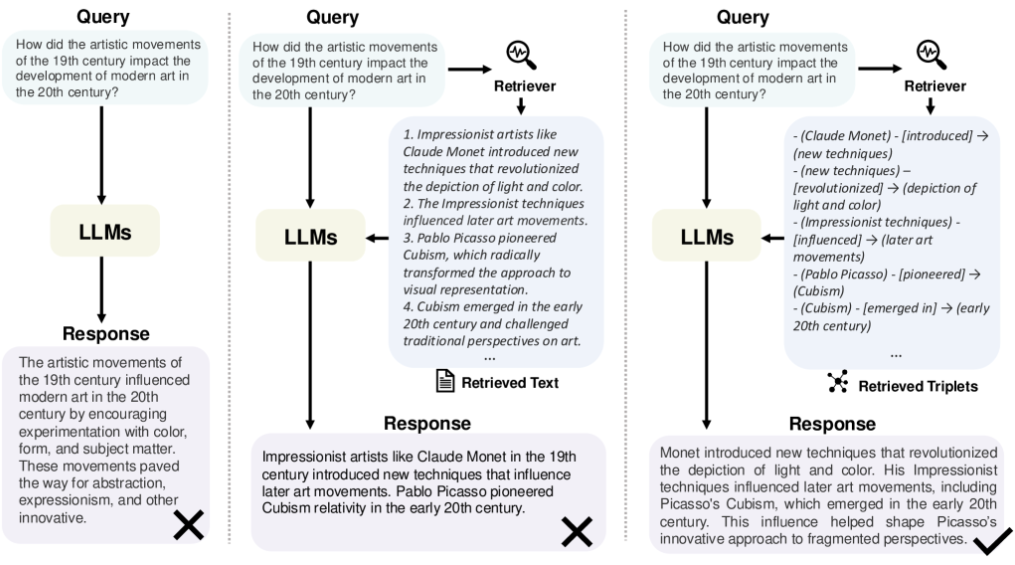 Query
How did the artistic movements
of the 19th century impact the
development of modern art in
the 20th century?
LLMs
Response
The artistic movements of
the 19th century influenced
modern art in the 20th
century by encouraging
experimentation with color,
form, and subject matter.
These movements paved
the way for abstraction,
expressionism, and other
innovative.
Query
How did the artistic movements
of the 19th century impact the
development of modern art in
the 20th century?
Retriever
1. Impressionist artists like
Claude Monet introduced new
techniques that revolutionized
the depiction of light and color.
2. The Impressionist techniques
influenced later art movements.
3. Pablo Picasso pioneered
Cubism, which radically
transformed the approach to
visual representation.
4. Cubism emerged in the early
20th century and challenged
traditional perspectives on art.
...
LLMs
Retrieved Text
Response
Impressionist artists like Claude Monet in the 19th
century introduced new techniques that influence
later art movements. Pablo Picasso pioneered
Cubism relativity in the early 20th century.
Query
How did the artistic movements
of the 19th century impact the
development of modern art in
the 20th century?
Retriever
- (Claude Monet) - [introduced] →
(new techniques)
- (new techniques) –
[revolutionized] → (depiction of
light and color)
- (Impressionist techniques) -
[influenced] → (later art
movements)
- (Pablo Picasso) - [pioneered] →
(Cubism)
- (Cubism) - [emerged in] → (early
20th century)
...
LLMs
Retrieved Triplets
Response
Monet introduced new techniques that revolutionized
the depiction of light and color. His Impressionist
techniques influenced later art movements, including
Picasso's Cubism, which emerged in the early 20th
century. This influence helped shape Picasso's
innovative approach to fragmented perspectives.